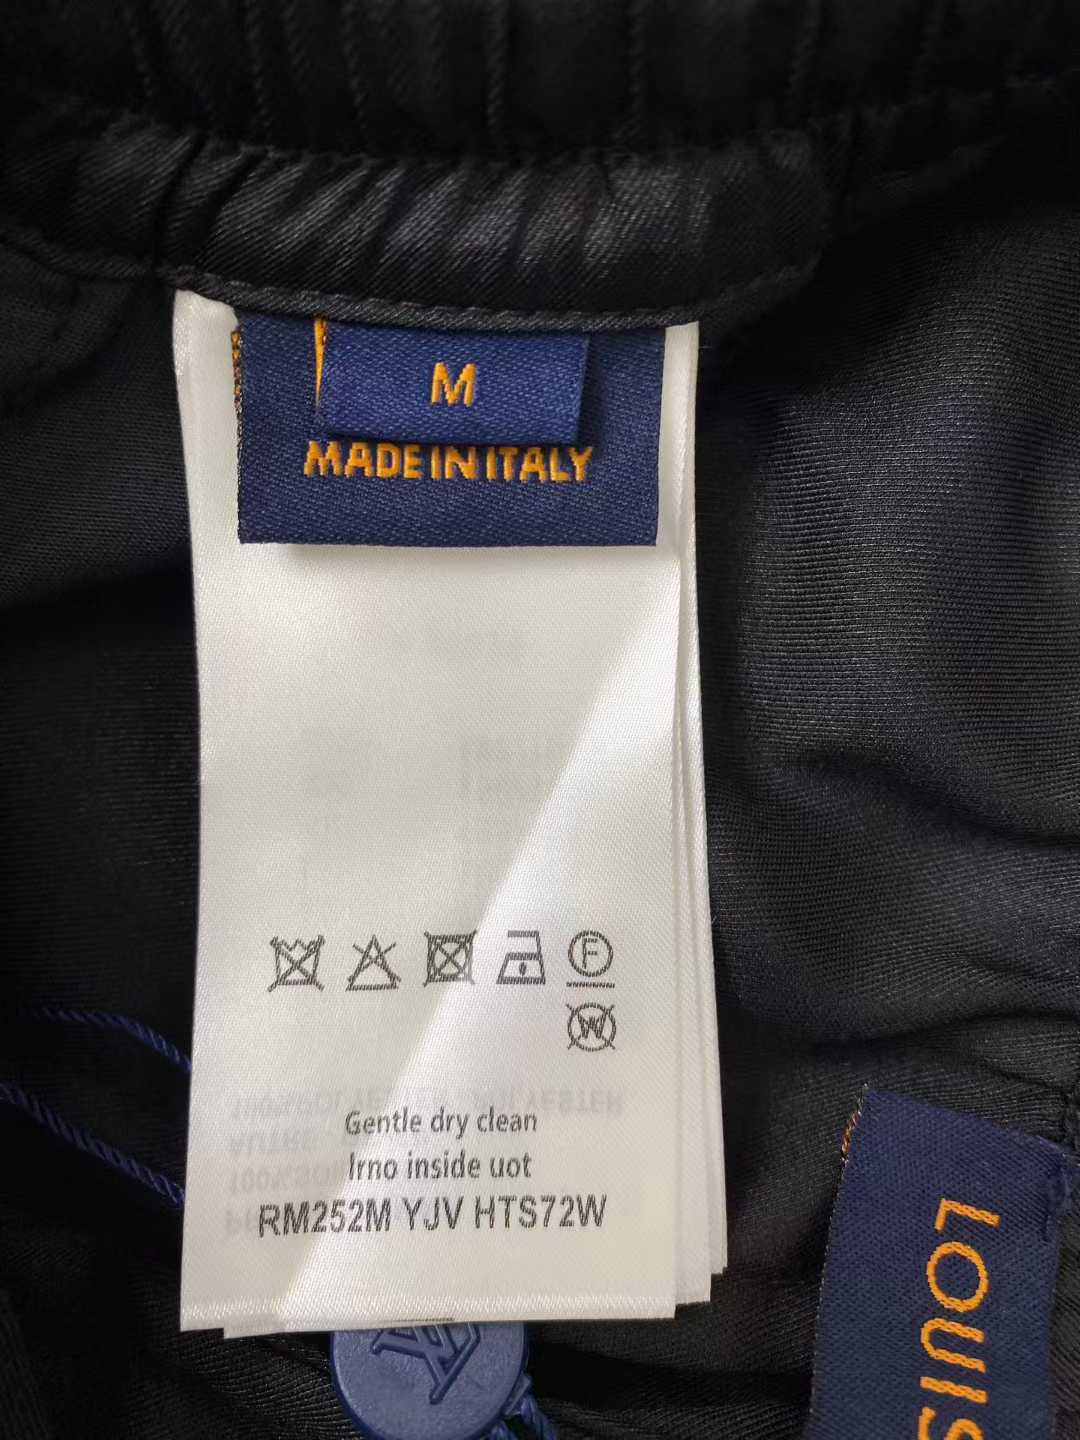 M
MADE IN ITALY
F
W
Gentle dry clean
Irno inside uot
RM252M YJV HTS72W
LOUIS